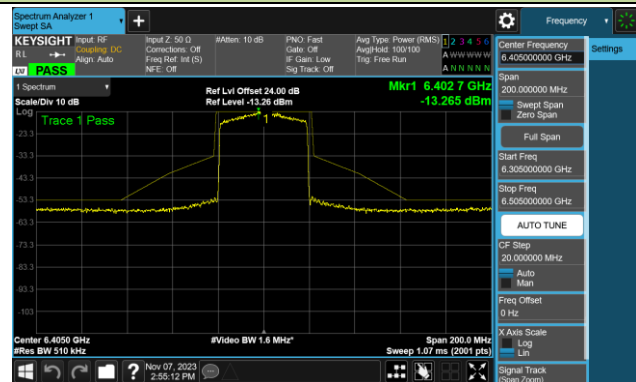 Spectrum Analyzer 1
Swept SA
+
Frequency
KEYSIGHT
RL
PASS
Input: RF
Coupling: DC
Align: Auto
Input Z: 50 Ω
Corrections: Off
Freq Ref: Int (S)
NFE: Off
#Atten: 10 dB
PNO: Fast
Gate: Off
IF Gain: Low
Sig Track: Off
Avg Type: Power (RMS)
Avg|Hold: 100/100
Trig: Free Run
1 2 3 4 5 6
A W W W W W
A N N N N N
1 Spectrum
Scale/Div 10 dB
Ref Lvl Offset 24.00 dB
Ref Level -13.26 dBm
Mkr1 6.402 7 GHz
-13.265 dBm
Log
Trace 1 Pass
1
-23.3
-33.3
-43.3
-53.3
-63.3
-73.3
-83.3
-93.3
-103
Center 6.4050 GHz
#Res BW 510 kHz
#Video BW 1.6 MHz*
Span 200.0 MHz
Sweep 1.07 ms (2001 pts)
Nov 07, 2023
2:55:12 PM
?
Center Frequency
6.405000000 GHz
Settings
Span
200.000000 MHz
Swept Span
Zero Span
Full Span
Start Freq
6.305000000 GHz
Stop Freq
6.505000000 GHz
AUTO TUNE
CF Step
20.000000 MHz
Auto
Man
Freq Offset
0 Hz
X Axis Scale
Log
Lin
Signal Track
(Span Zoom)